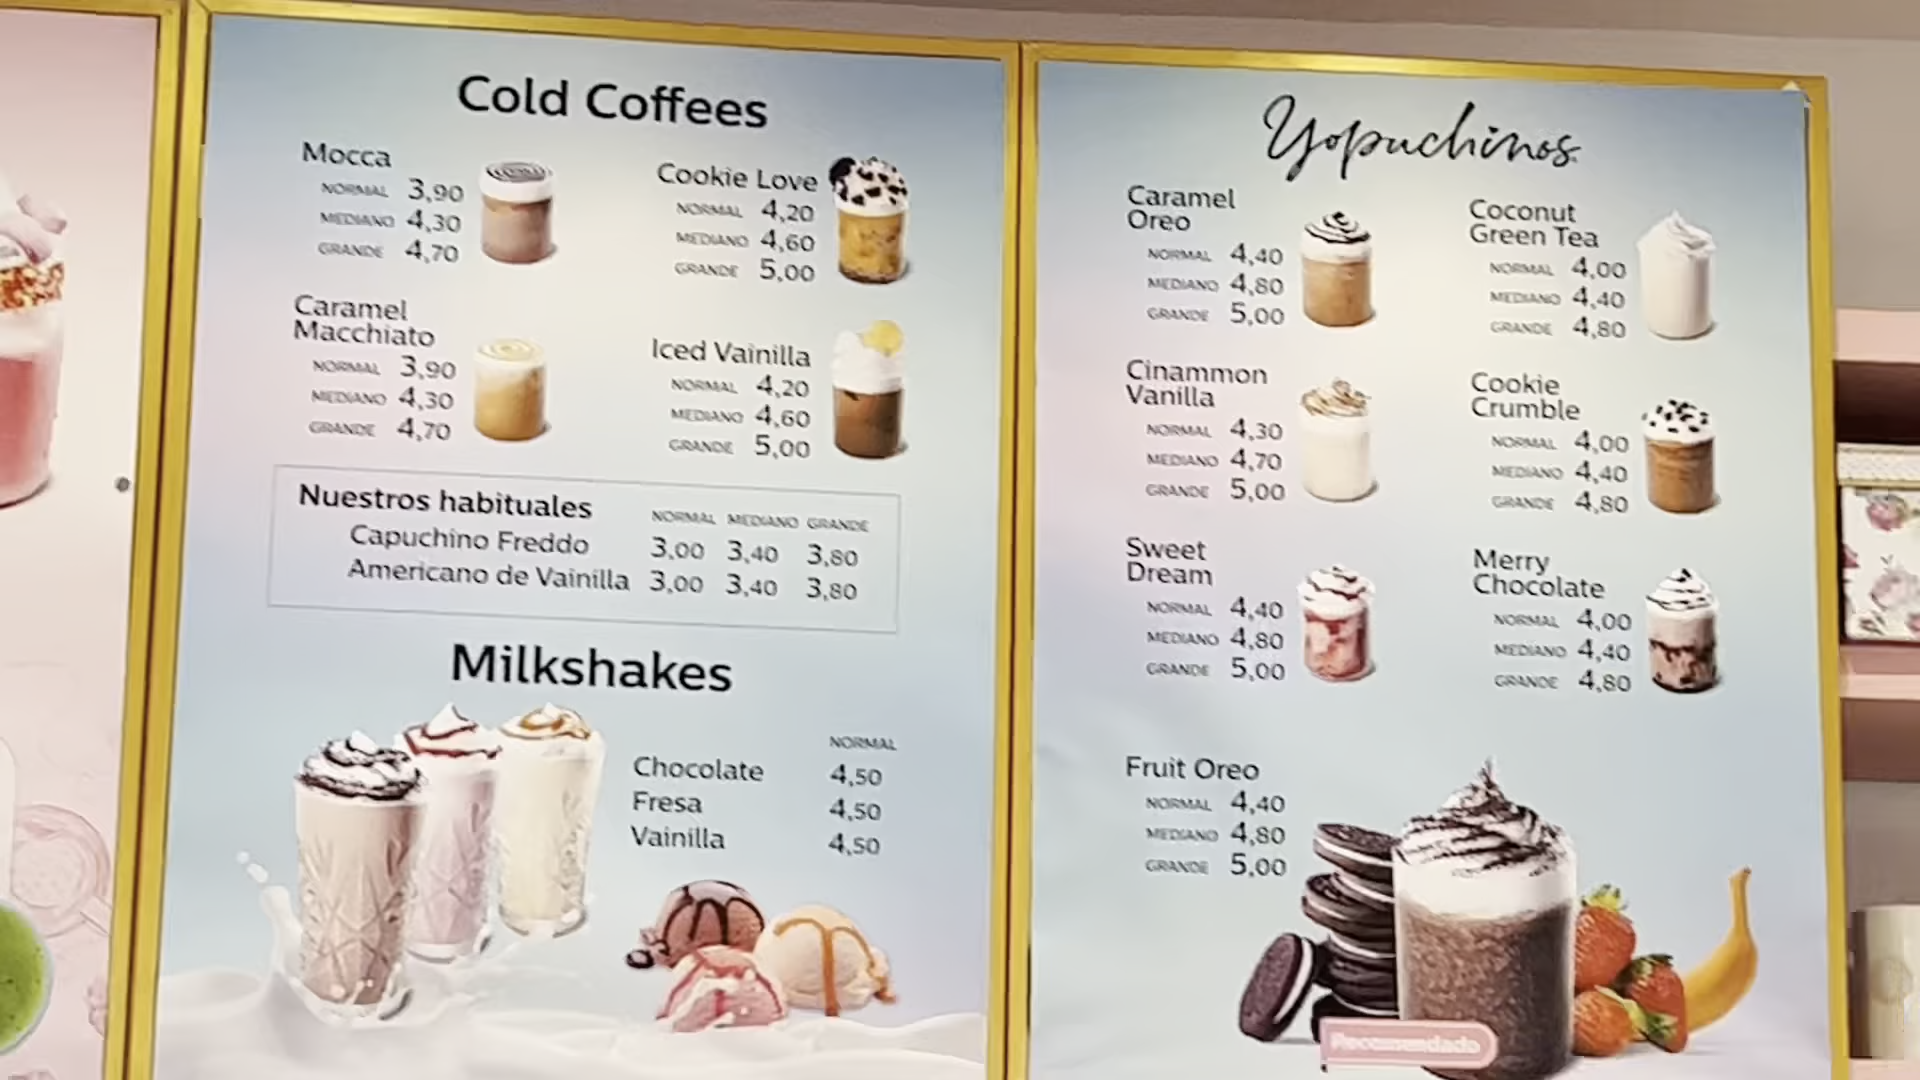 Cold Coffees
Mocca
NORMAL 3,90
MEDIANO 4,30
GRANDE 4,70
Cookie Love
NORMAL 4,20
MEDIANO 4,60
GRANDE 5,00
Caramel
Macchiato
NORMAL 3,90
MEDIANO 4,30
GRANDE 4,70
Iced Vainilla
NORMAL 4,20
MEDIANO 4,60
GRANDE 5,00
Nuestros habituales NORMAL MEDIANO GRANDE
Capuchino Freddo 3,00 3,40 3,80
Americano de Vainilla 3,00 3,40 3,80
Milkshakes
NORMAL
Chocolate 4,50
Fresa 4,50
Vainilla 4,50
Yopuchinos
Caramel
Oreo
NORMAL 4,40
MEDIANO 4,80
GRANDE 5,00
Coconut
Green Tea
NORMAL 4,00
MEDIANO 4,40
GRANDE 4,80
Cinammon
Vanilla
NORMAL 4,30
MEDIANO 4,70
GRANDE 5,00
Cookie
Crumble
NORMAL 4,00
MEDIANO 4,40
GRANDE 4,80
Sweet
Dream
NORMAL 4,40
MEDIANO 4,80
GRANDE 5,00
Merry
Chocolate
NORMAL 4,00
MEDIANO 4,40
GRANDE 4,80
Fruit Oreo
NORMAL 4,40
MEDIANO 4,80
GRANDE 5,00
Recomendado